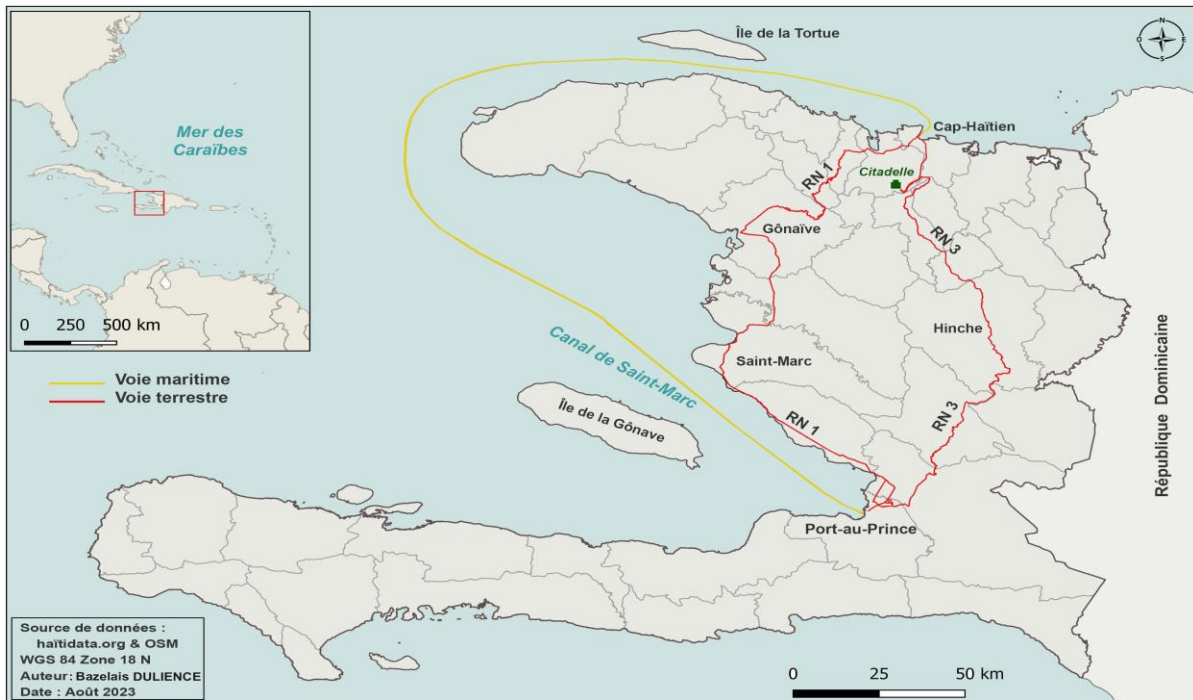 Île de la Tortue
N
O
E
S
Mer des
Caraïbes
Cap-Haïtien
RN 1
Citadelle
Gônaïve
RN 3
0 250 500 km
Hinche
Canal de Saint-Marc
Saint-Marc
Voie maritime
Voie terrestre
Île de la Gônave
RN 1
RN 3
République Dominicaine
Port-au-Prince
Source de données :
haïtidata.org & OSM
WGS 84 Zone 18 N
Auteur: Bazelais DULIENCE
Date : Août 2023
0 25 50 km